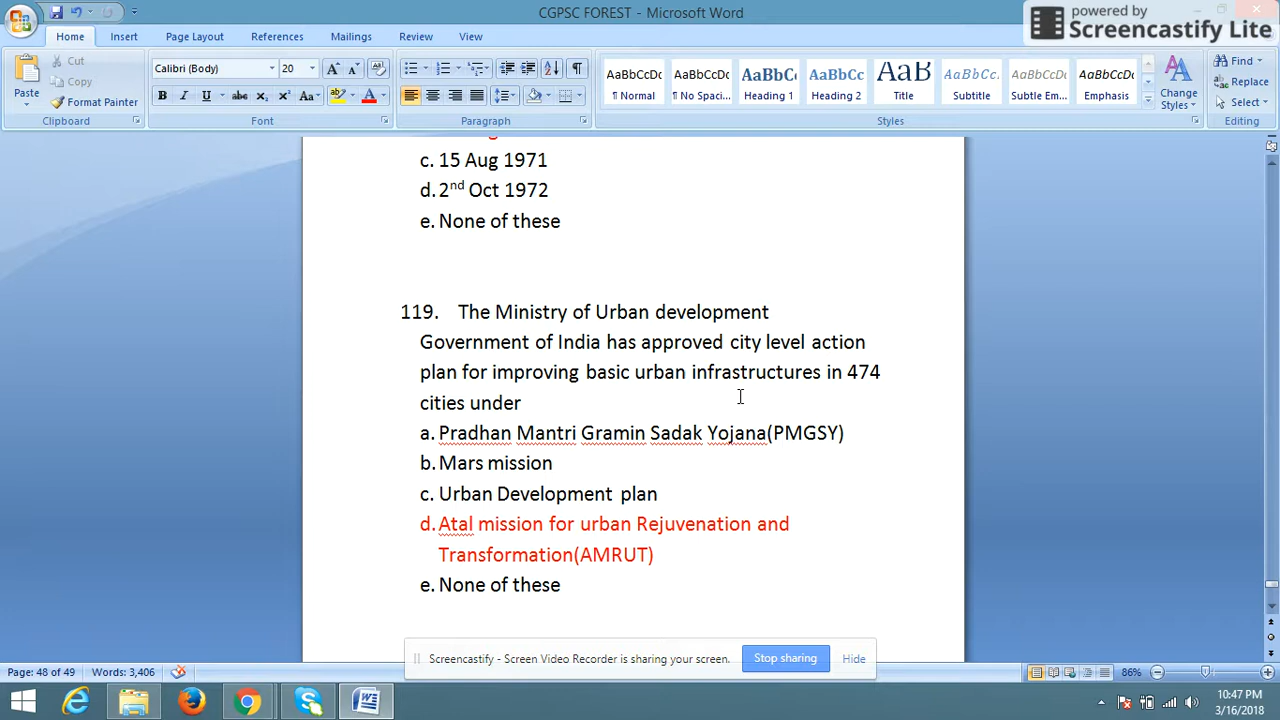 CGPSC FOREST - Microsoft Word
powered by
Screencastify Lite
Home Insert Page Layout References Mailings Review View
Paste
Cut
Copy
Format Painter
Clipboard
Calibri (Body) 20
Font
Paragraph
AaBbCcDc AaBbCcDc AaBbCc AaBbCc AaB AaBbCcL AaBbCcDc AaBbCcDc
¶ Normal ¶ No Spaci... Heading 1 Heading 2 Title Subtitle Subtle Em... Emphasis
Change Styles
Styles
Find
Replace
Select
Editing
c. 15 Aug 1971
d. 2nd Oct 1972
e. None of these
119. The Ministry of Urban development
Government of India has approved city level action
plan for improving basic urban infrastructures in 474
cities under
a. Pradhan Mantri Gramin Sadak Yojana(PMGSY)
b. Mars mission
c. Urban Development plan
d. Atal mission for urban Rejuvenation and
Transformation(AMRUT)
e. None of these
Screencastify - Screen Video Recorder is sharing your screen. Stop sharing Hide
Page: 48 of 49 Words: 3,406 86%
10:47 PM
3/16/2018